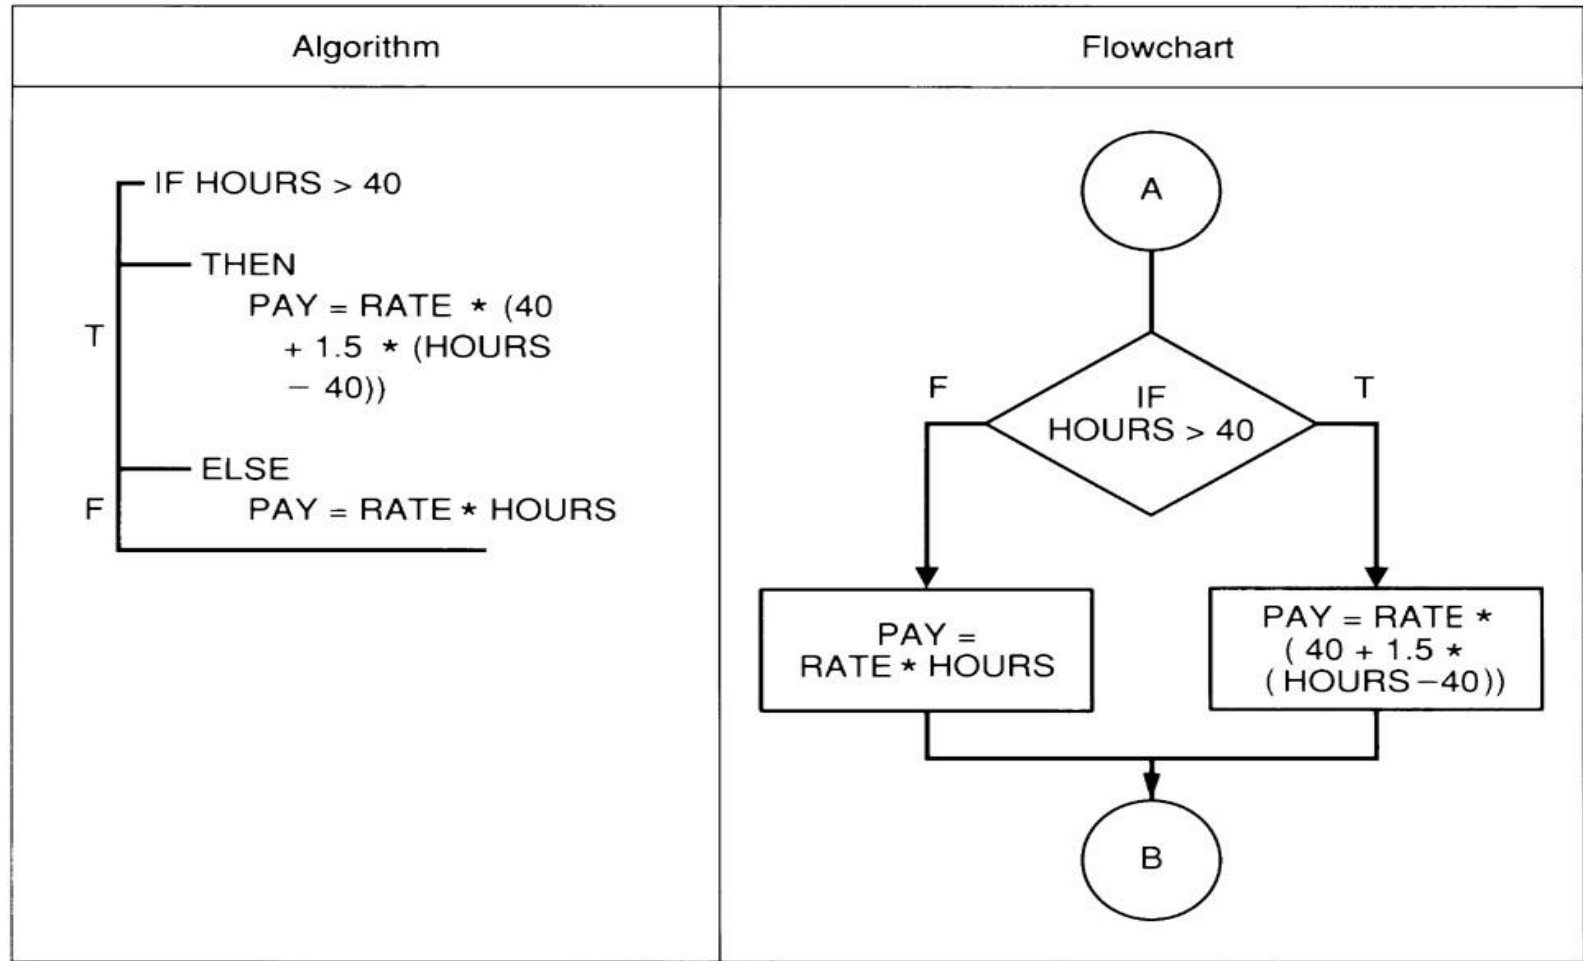 Algorithm
IF HOURS > 40
THEN
PAY = RATE * (40
+ 1.5 * (HOURS
− 40))
T
ELSE
F
PAY = RATE * HOURS
Flowchart
A
F
T
IF
HOURS > 40
PAY =
RATE * HOURS
PAY = RATE *
( 40 + 1.5 *
( HOURS −40))
B